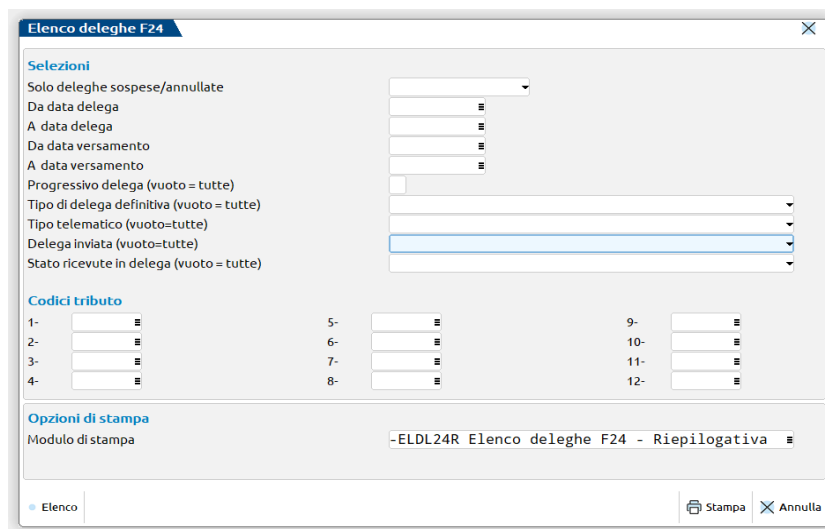 Elenco deleghe F24
Selezioni
Solo deleghe sospese/annullate
Da data delega
A data delega
Da data versamento
A data versamento
Progressivo delega (vuoto = tutte)
Tipo di delega definitiva (vuoto = tutte)
Tipo telematico (vuoto=tutte)
Delega inviata (vuoto=tutte)
Stato ricevute in delega (vuoto = tutte)
Codici tributo
1- 5- 9-
2- 6- 10-
3- 7- 11-
4- 8- 12-
Opzioni di stampa
Modulo di stampa -ELDL24R Elenco deleghe F24 - Riepilogativa
Elenco Stampa Annulla